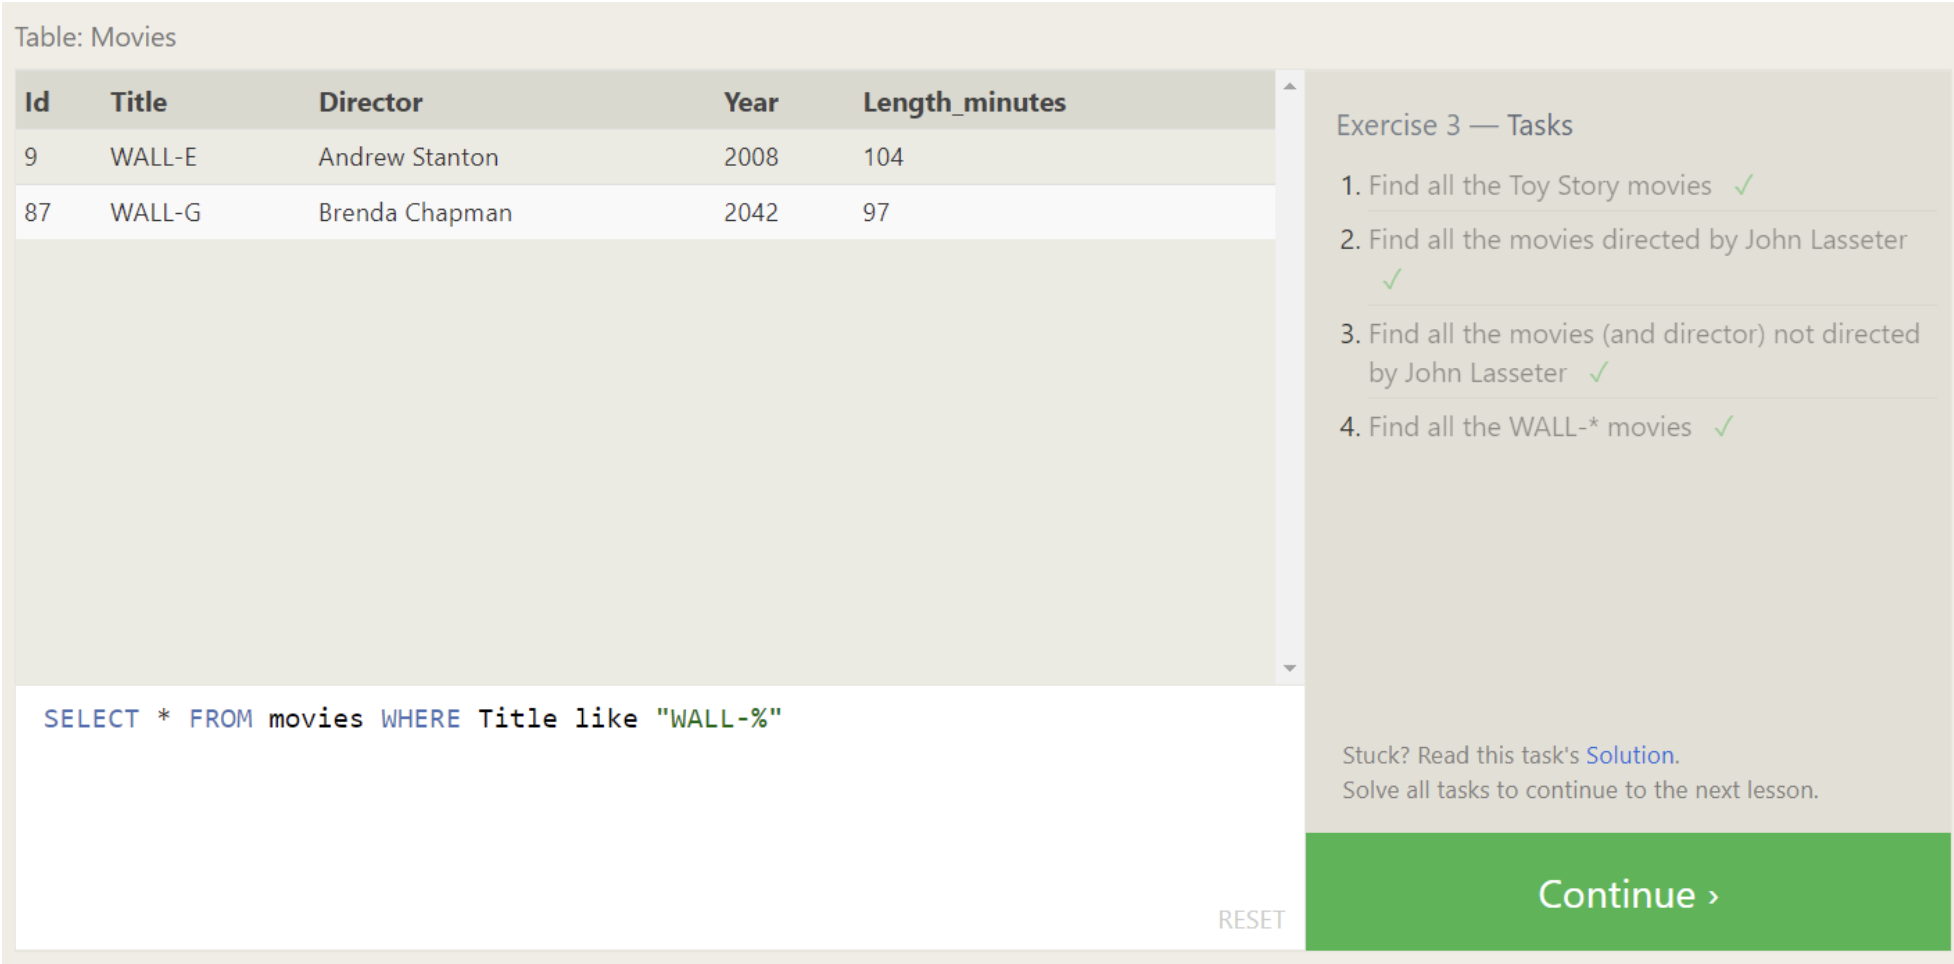 Table: Movies
Id Title Director Year Length_minutes
9 WALL-E Andrew Stanton 2008 104
87 WALL-G Brenda Chapman 2042 97
SELECT * FROM movies WHERE Title like "WALL-%"
RESET
Exercise 3 — Tasks
1. Find all the Toy Story movies ✓
2. Find all the movies directed by John Lasseter
✓
3. Find all the movies (and director) not directed
by John Lasseter ✓
4. Find all the WALL-* movies ✓
Stuck? Read this task's Solution.
Solve all tasks to continue to the next lesson.
Continue ›